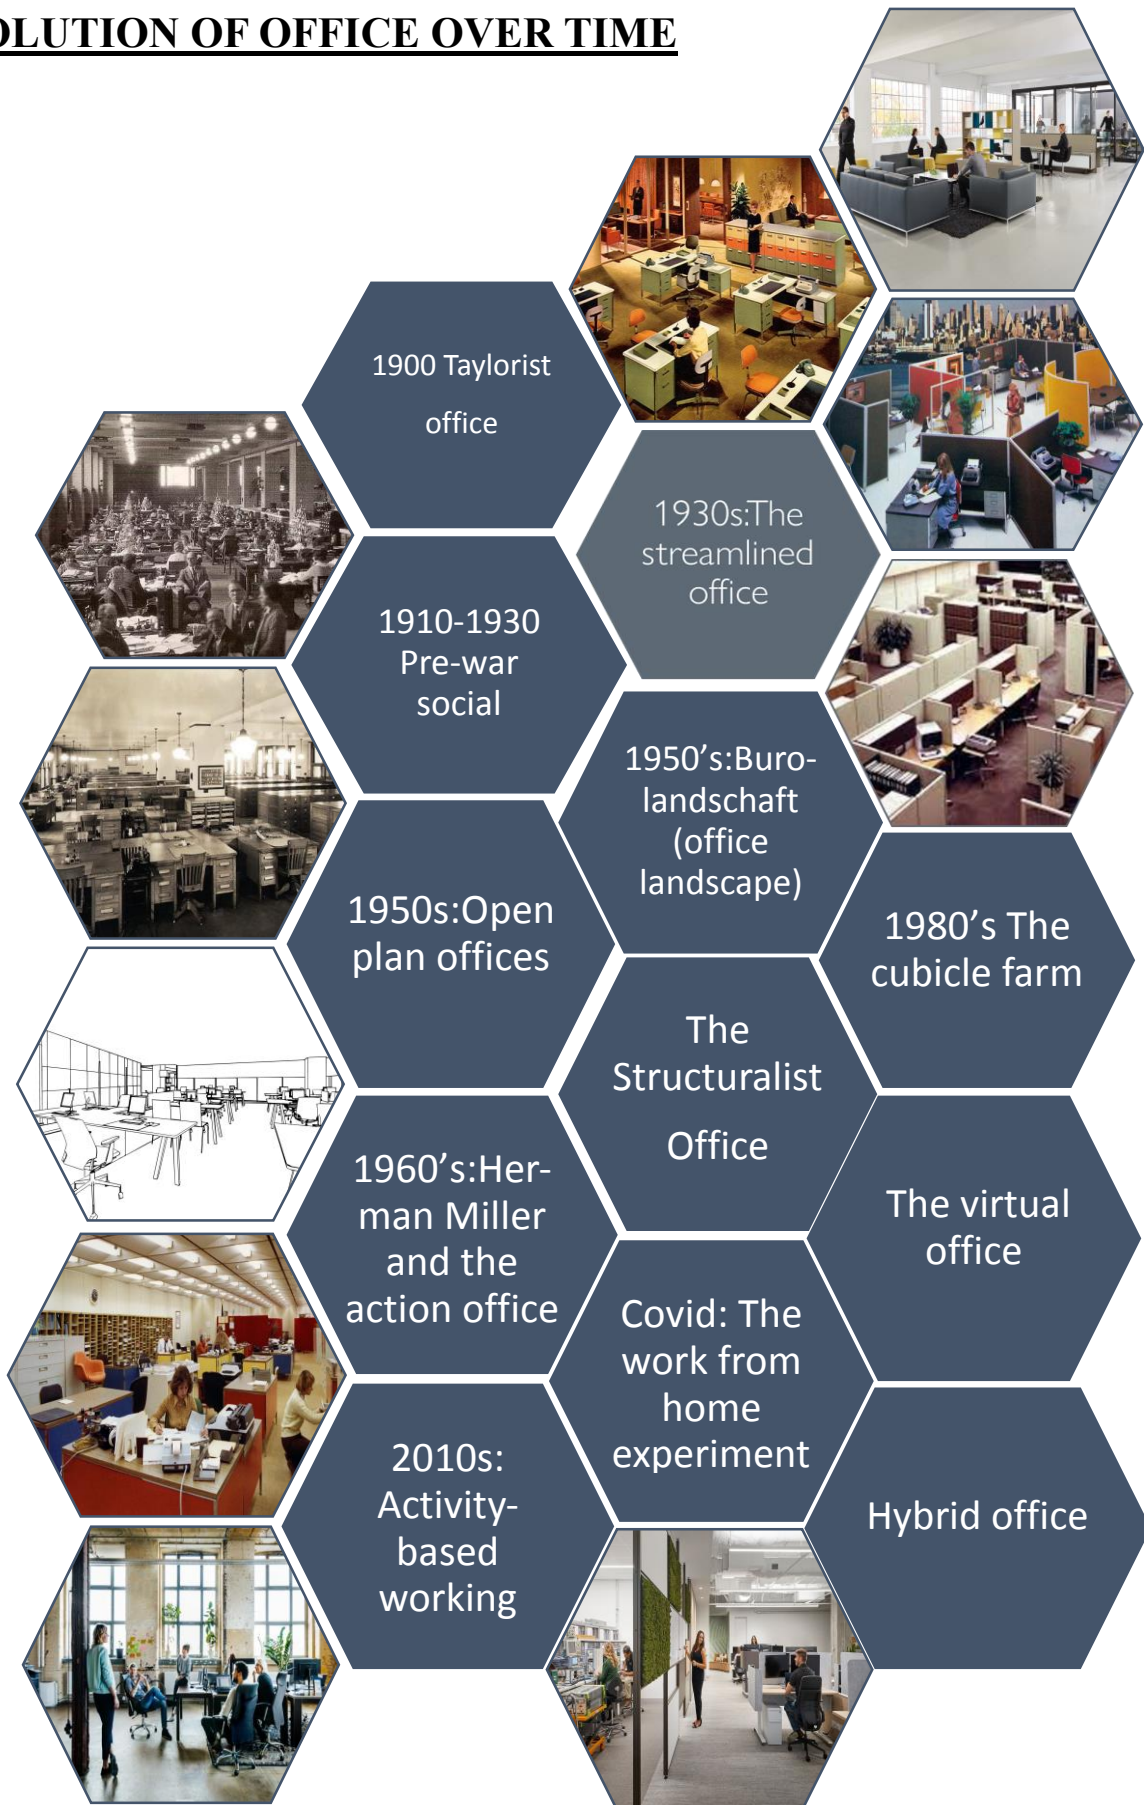 OLUTION OF OFFICE OVER TIME
1900 Taylorist
office
1930s:The
streamlined
office
1910-1930
Pre-war
social
1950’s:Buro-
landschaft
(office
landscape)
1950s:Open
plan offices
1980’s The
cubicle farm
The
Structuralist
Office
1960’s:Her-
man Miller
and the
action office
The virtual
office
Covid: The
work from
home
experiment
2010s:
Activity-
based
working
Hybrid office